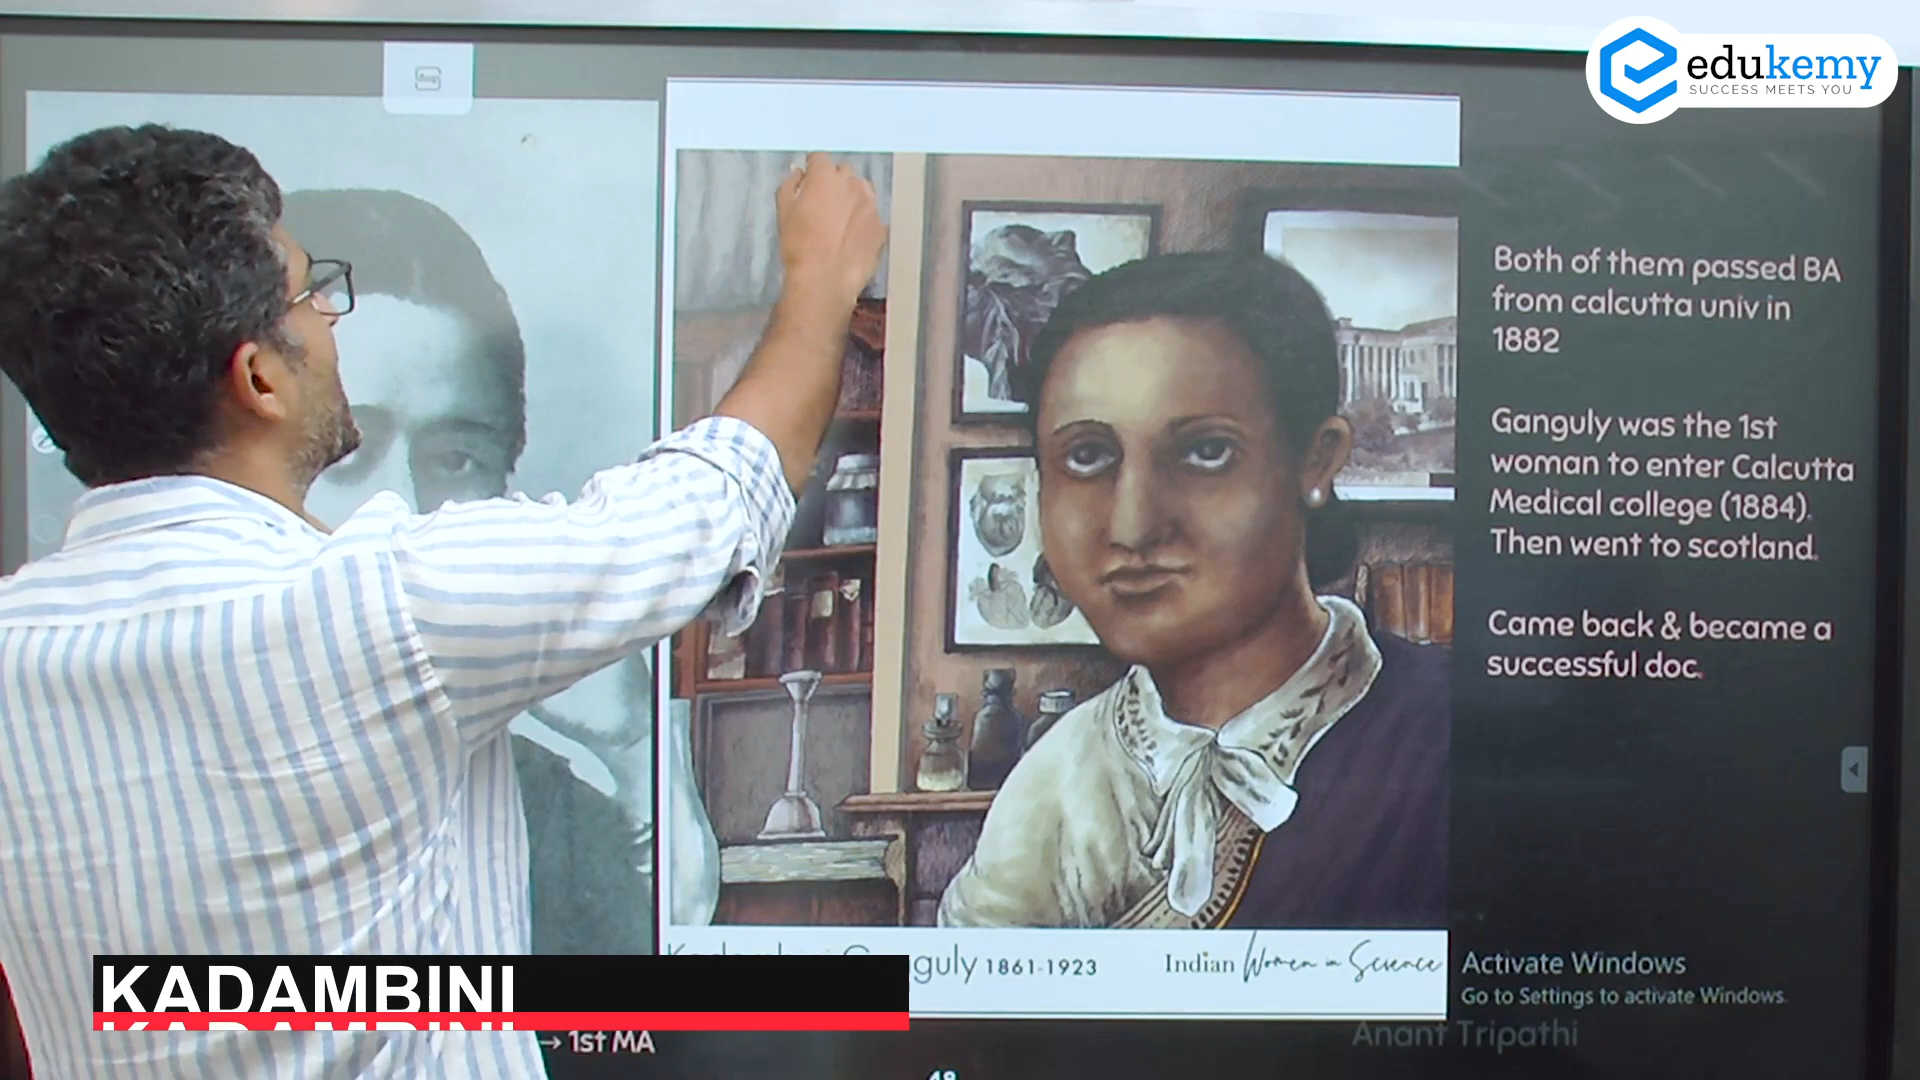 edukemy
SUCCESS MEETS YOU
Both of them passed BA
from calcutta univ in
1882
Ganguly was the 1st
woman to enter Calcutta
Medical college (1884).
Then went to scotland.
Came back & became a
successful doc.
guly 1861-1923
Indian Women in Science
Activate Windows
Go to Settings to activate Windows.
KADAMBINI
→ 1st MA
Anant Tripathi